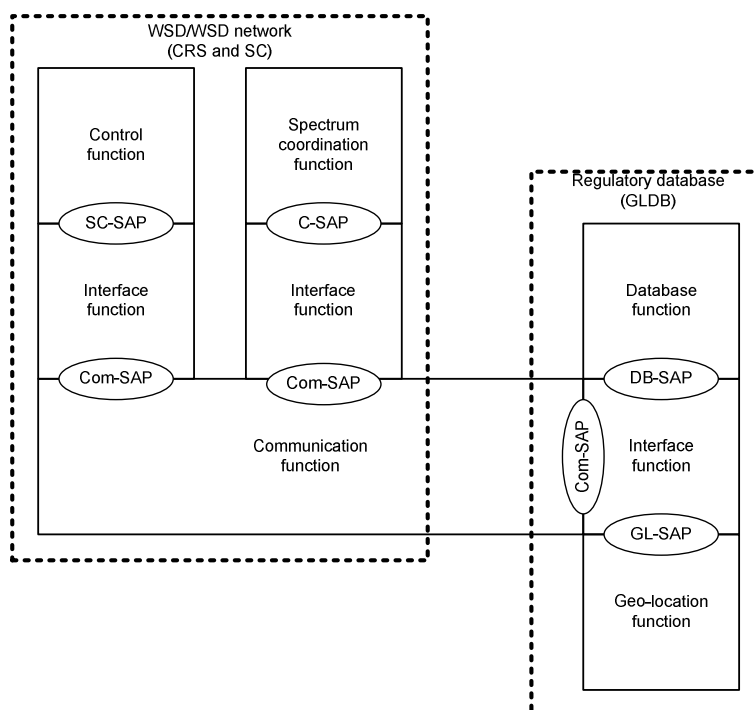 WSD/WSD network
(CRS and SC)
Control
function
Spectrum
coordination
function
SC-SAP
C-SAP
Interface
function
Interface
function
Com-SAP
Com-SAP
Communication
function
Regulatory database
(GLDB)
Database
function
DB-SAP
Com-SAP
Interface
function
GL-SAP
Geo-location
function